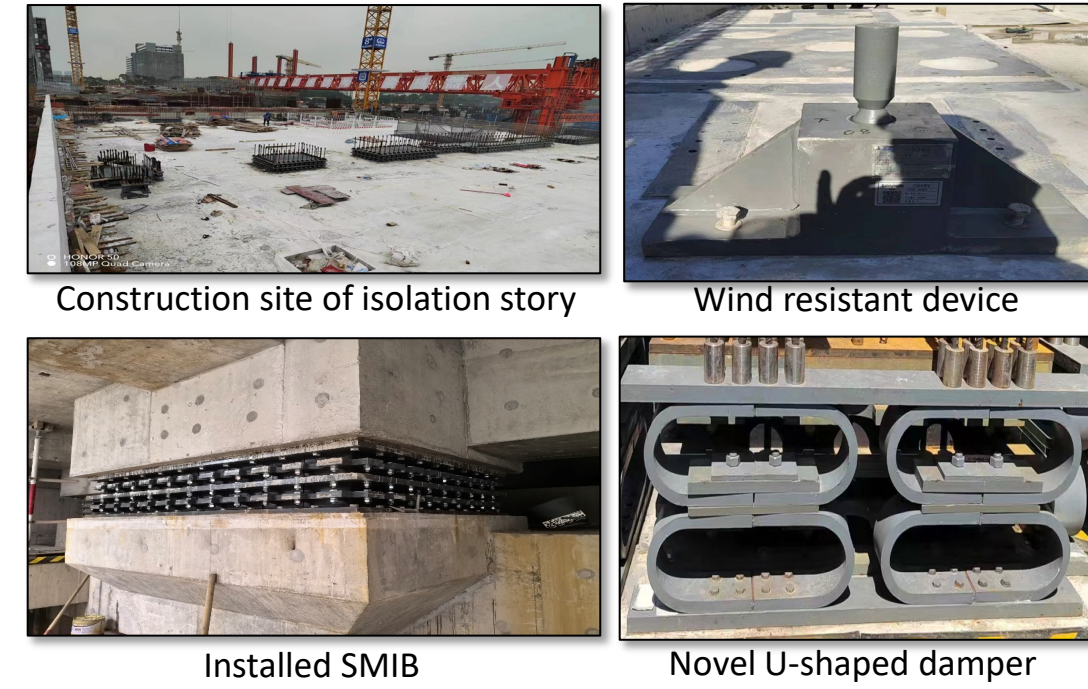 HONOR 50
108MP Quad Camera
Construction site of isolation story
Wind resistant device
Installed SMIB
Novel U-shaped damper